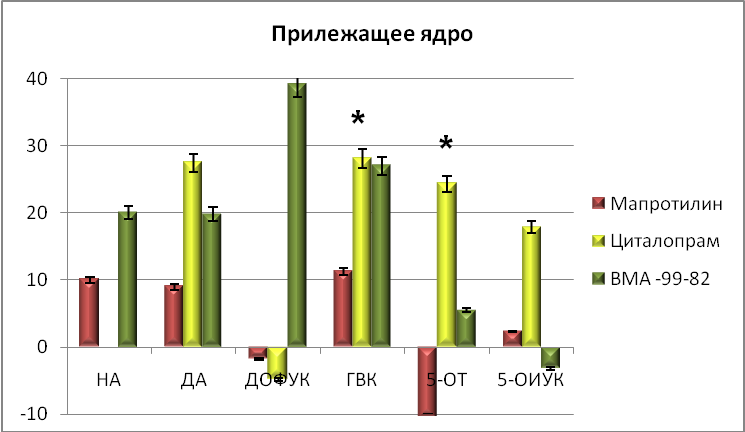 Прилежащее ядро
40
30
20
10
0
-10
НА ДА ДОФУК ГВК 5-ОТ 5-ОИУК
* *
Мапротилин
Циталопрам
ВМА -99-82